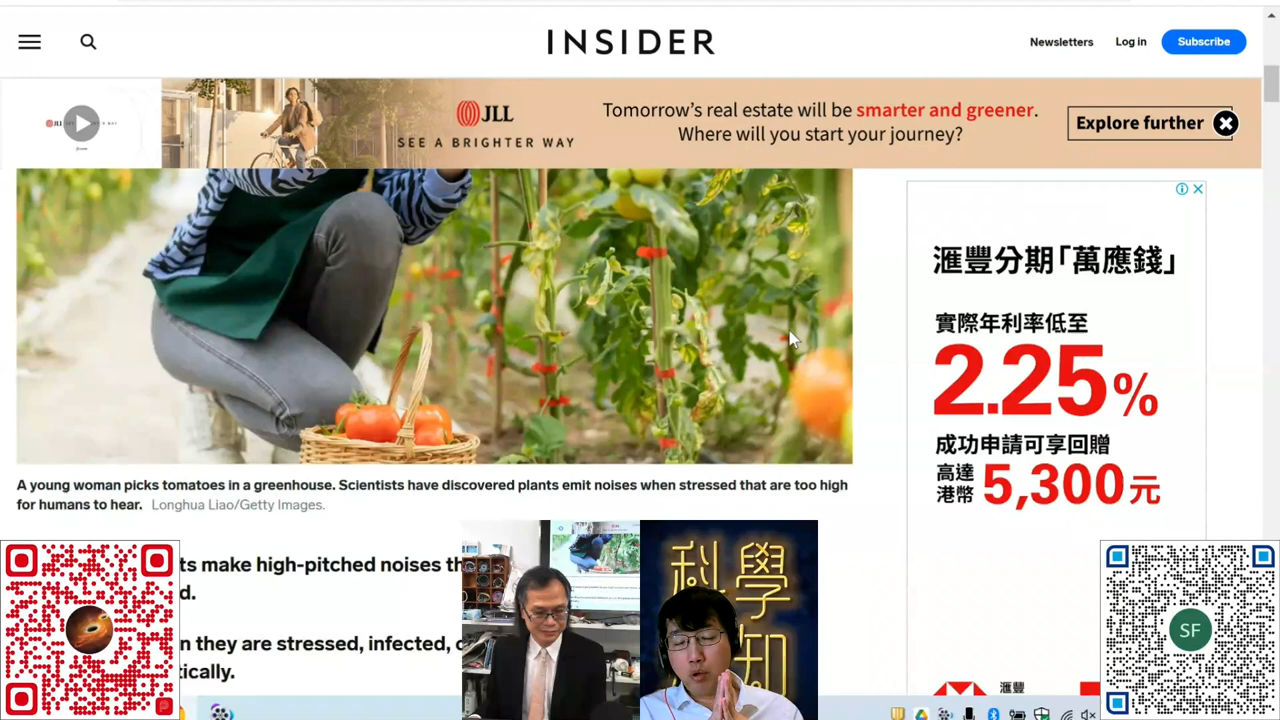 INSIDER
Newsletters
Log in
Subscribe
JLL
SEE A BRIGHTER WAY
Tomorrow's real estate will be smarter and greener.
Where will you start your journey?
Explore further
滙豐分期「萬應錢」
實際年利率低至
2.25%
成功申請可享回贈
高達
港幣
5,300元
滙豐
A young woman picks tomatoes in a greenhouse. Scientists have discovered plants emit noises when stressed that are too high
for humans to hear. Longhua Liao/Getty Images.
ts make high-pitched noises th
d.
n they are stressed, infected,
tically.
科學
知
SF